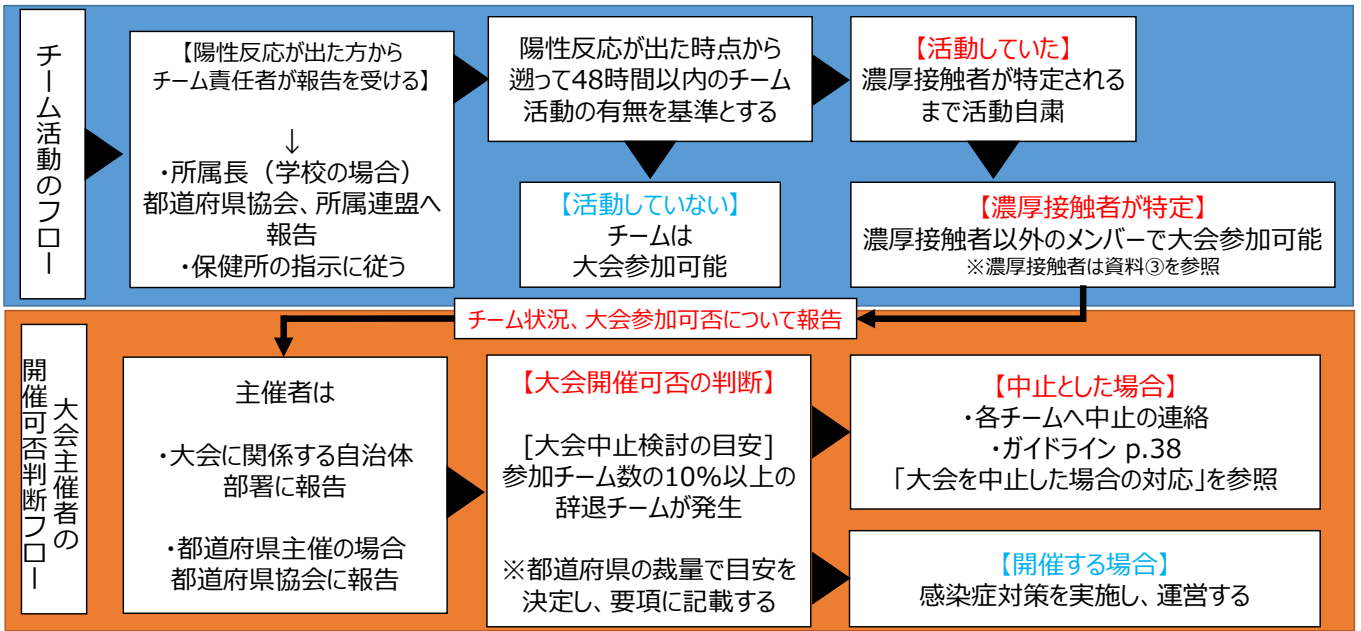 チーム活動のフロー
【陽性反応が出た方から
チーム責任者が報告を受ける】
↓
・所属長（学校の場合）
都道府県協会、所属連盟へ
報告
・保健所の指示に従う
陽性反応が出た時点から
遡って48時間以内のチーム
活動の有無を基準とする
【活動していない】
チームは
大会参加可能
【活動していた】
濃厚接触者が特定される
まで活動自粛
【濃厚接触者が特定】
濃厚接触者以外のメンバーで大会参加可能
※濃厚接触者は資料③を参照
チーム状況、大会参加可否について報告
大会主催者の
開催可否判断フロー
主催者は
・大会に関係する自治体
部署に報告
・都道府県主催の場合
都道府県協会に報告
【大会開催可否の判断】
[大会中止検討の目安]
参加チーム数の10%以上の
辞退チームが発生
※都道府県の裁量で目安を
決定し、要項に記載する
【中止とした場合】
・各チームへ中止の連絡
・ガイドライン p.38
「大会を中止した場合の対応」を参照
【開催する場合】
感染症対策を実施し、運営する